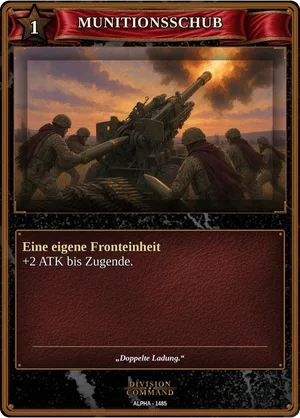 1
MUNITIONSSCHUB
Eine eigene Fronteinheit
+2 ATK bis Zugende.
„Doppelte Ladung.“
DIVISION
COMMAND
ALPHA - 1485